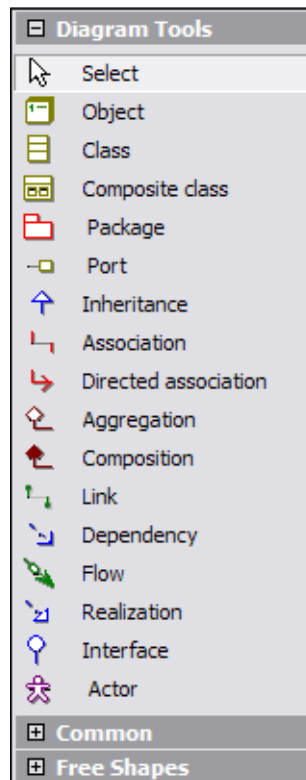 Diagram Tools
Select
Object
Class
Composite class
Package
Port
Inheritance
Association
Directed association
Aggregation
Composition
Link
Dependency
Flow
Realization
Interface
Actor
Common
Free Shapes